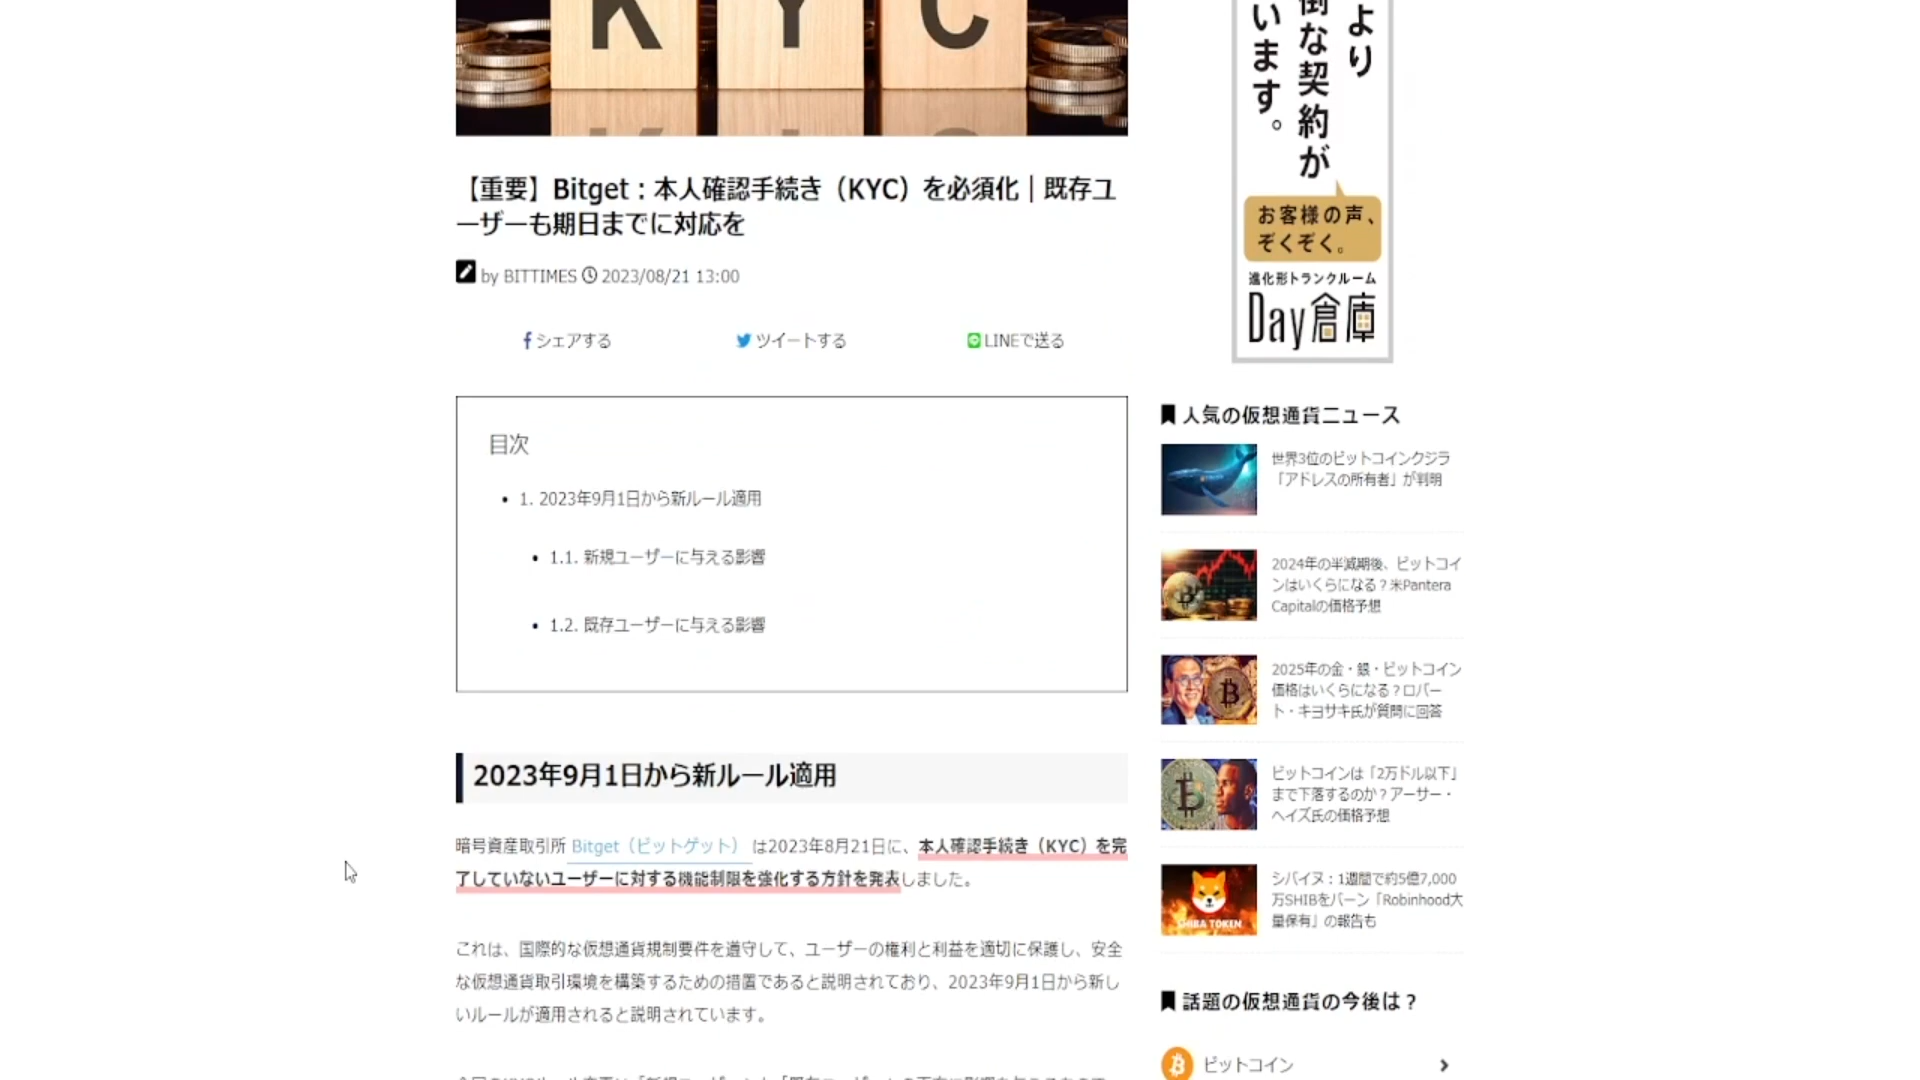 K Y C
【重要】Bitget：本人確認手続き（KYC）を必須化｜既存ユ
ーザーも期日までに対応を
by BITTIMES 2023/08/21 13:00
シェアする
ツイートする
LINEで送る
目次
1. 2023年9月1日から新ルール適用
1.1. 新規ユーザーに与える影響
1.2. 既存ユーザーに与える影響
2023年9月1日から新ルール適用
暗号資産取引所 Bitget（ビットゲット） は2023年8月21日に、本人確認手続き（KYC）を完
了していないユーザーに対する機能制限を強化する方針を発表しました。
これは、国際的な仮想通貨規制要件を遵守して、ユーザーの権利と利益を適切に保護し、安全
な仮想通貨取引環境を構築するための措置であると説明されており、2023年9月1日から新し
いルールが適用されると説明されています。
より
倒な契約が
います。
お客様の声、
ぞくぞく。
進化形トランクルーム
Day倉庫
人気の仮想通貨ニュース
世界3位のビットコインクジラ
「アドレスの所有者」が判明
2024年の半減期後、ビットコイ
ンはいくらになる？米Pantera
Capitalの価格予想
2025年の金・銀・ビットコイン
価格はいくらになる？ロバー
ト・キヨサキ氏が質問に回答
ビットコインは「2万ドル以下」
まで下落するのか？アーサー・
ヘイズ氏の価格予想
SHIBA TOKEN
シバイヌ：1週間で約5億7,000
万SHIBをバーン「Robinhood大
量保有」の報告も
話題の仮想通貨の今後は？
ビットコイン